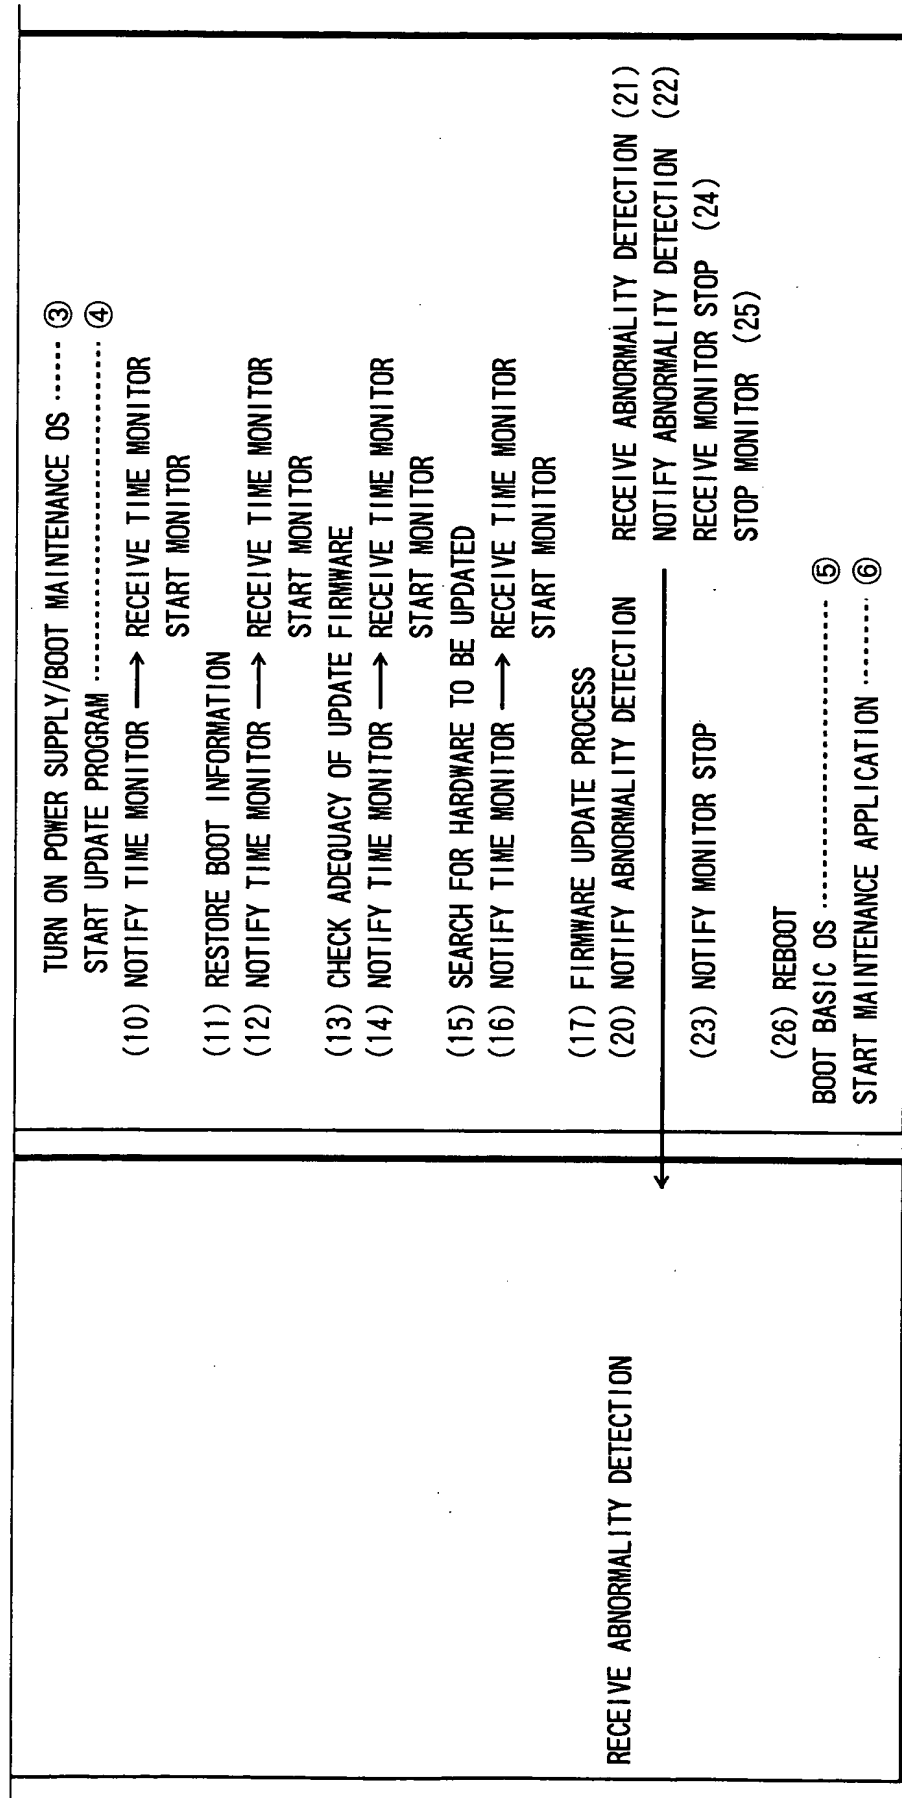 TURN ON POWER SUPPLY/BOOT MAINTENANCE OS ······ ③
START UPDATE PROGRAM ······························ ④
(10) NOTIFY TIME MONITOR → RECEIVE TIME MONITOR
START MONITOR
(11) RESTORE BOOT INFORMATION
(12) NOTIFY TIME MONITOR → RECEIVE TIME MONITOR
START MONITOR
(13) CHECK ADEQUACY OF UPDATE FIRMWARE
(14) NOTIFY TIME MONITOR → RECEIVE TIME MONITOR
START MONITOR
(15) SEARCH FOR HARDWARE TO BE UPDATED
(16) NOTIFY TIME MONITOR → RECEIVE TIME MONITOR
START MONITOR
(17) FIRMWARE UPDATE PROCESS
RECEIVE ABNORMALITY DETECTION
(20) NOTIFY ABNORMALITY DETECTION
RECEIVE ABNORMALITY DETECTION (21)
NOTIFY ABNORMALITY DETECTION (22)
(23) NOTIFY MONITOR STOP
RECEIVE MONITOR STOP (24)
STOP MONITOR (25)
(26) REBOOT
BOOT BASIC OS ······························ ⑤
START MAINTENANCE APPLICATION ········· ⑥